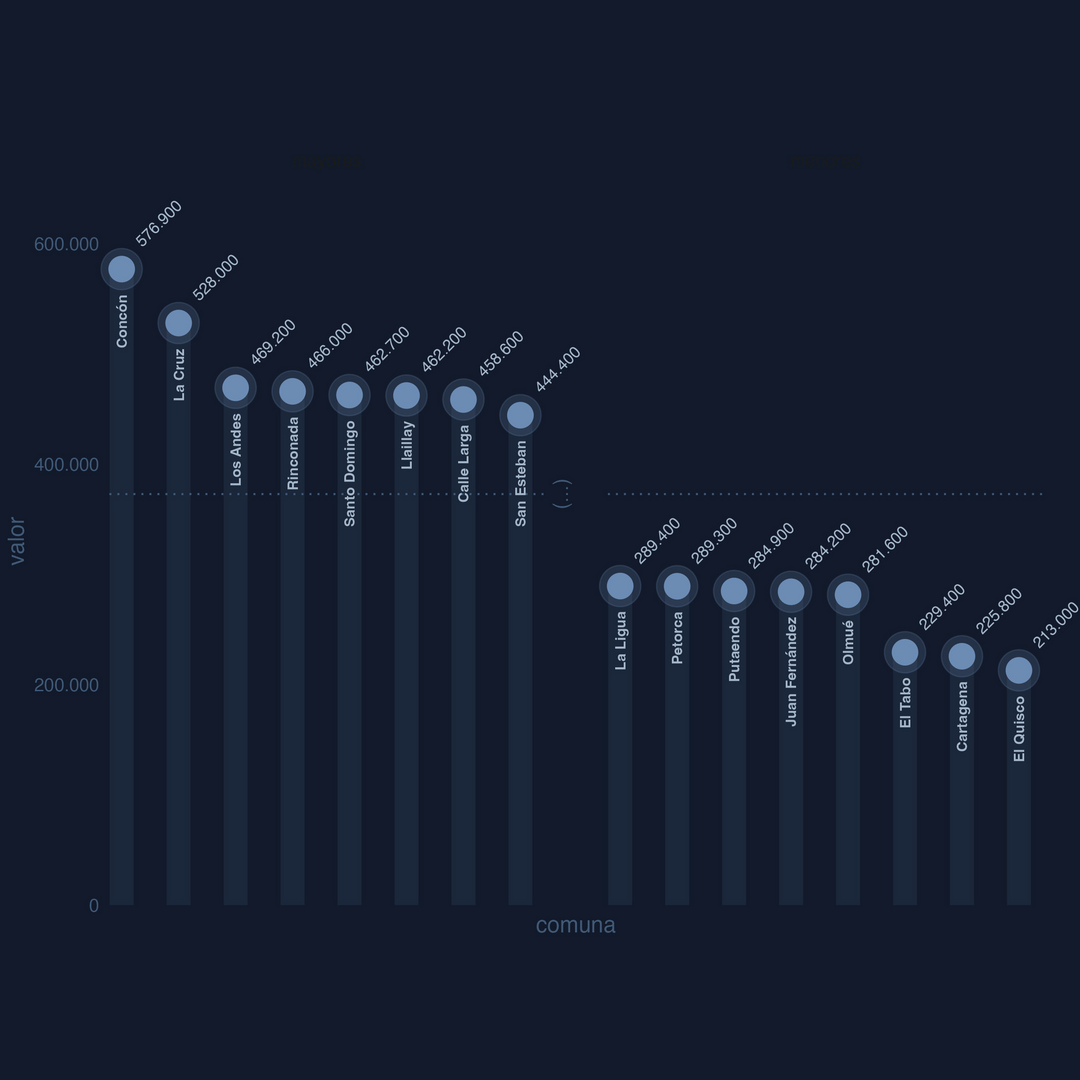 valor
600.000
400.000
200.000
0
576.900
Concón
528.000
La Cruz
469.200
Los Andes
466.000
Rinconada
462.700
Santo Domingo
462.200
Llaillay
458.600
Calle Larga
444.400
San Esteban
(...)
289.400
La Ligua
289.300
Petorca
284.900
Putaendo
284.200
Juan Fernández
281.600
Olmué
229.400
El Tabo
225.800
Cartagena
213.000
El Quisco
comuna